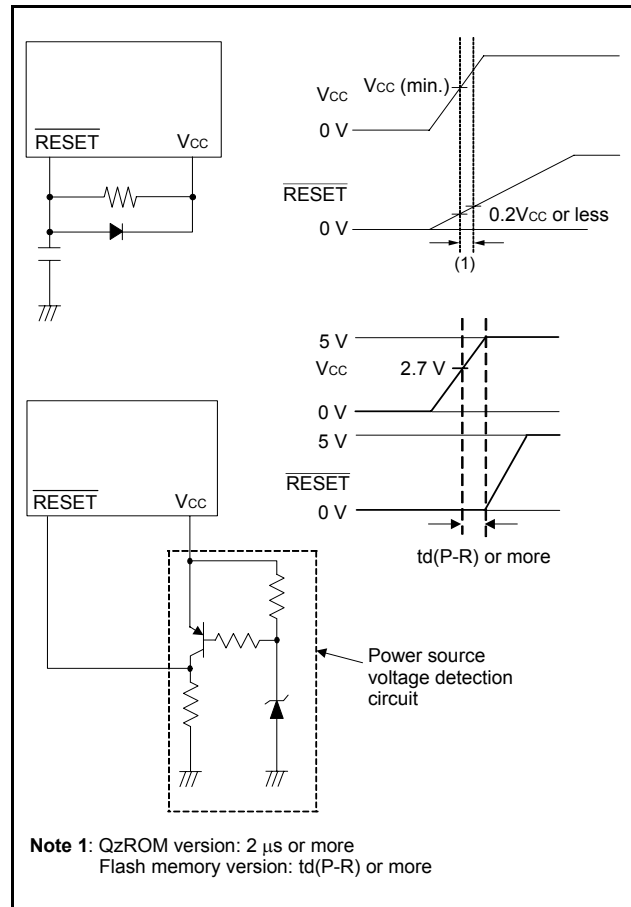 RESET VCC
VCC VCC (min.)
0 V
RESET
0 V
0.2VCC or less
(1)
5 V
VCC 2.7 V
0 V
5 V
RESET
0 V
td(P-R) or more
RESET VCC
Power source
voltage detection
circuit
Note 1: QzROM version: 2 μs or more
Flash memory version: td(P-R) or more